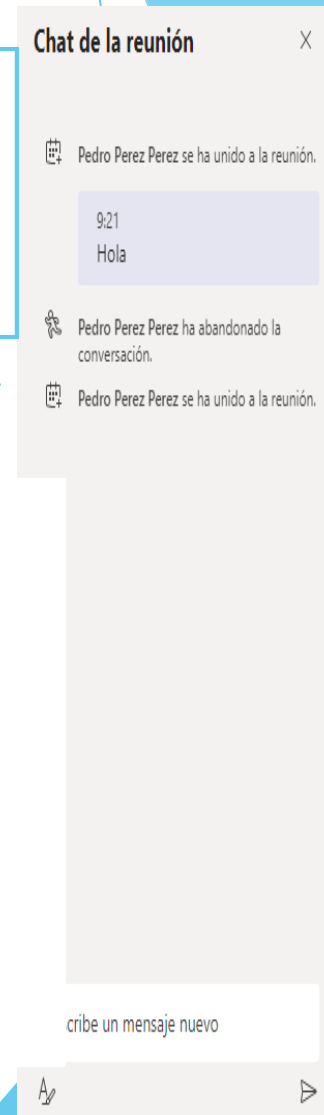 Chat de la reunión
Pedro Perez Perez se ha unido a la reunión.
9:21
Hola
Pedro Perez Perez ha abandonado la
conversación.
Pedro Perez Perez se ha unido a la reunión.
cribe un mensaje nuevo